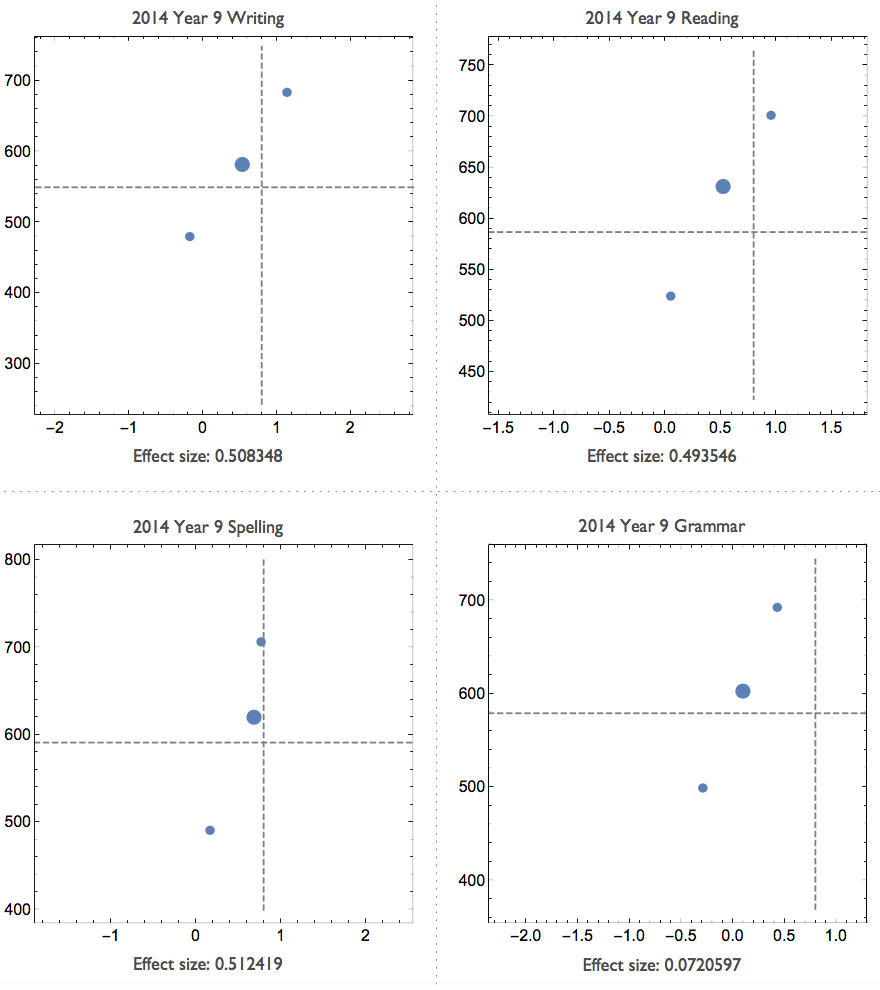 2014 Year 9 Writing
700
600
500
400
300
−2 −1 0 1 2
Effect size: 0.508348
2014 Year 9 Reading
750
700
650
600
550
500
450
−1.5 −1.0 −0.5 0.0 0.5 1.0 1.5
Effect size: 0.493546
2014 Year 9 Spelling
800
700
600
500
400
−1 0 1 2
Effect size: 0.512419
2014 Year 9 Grammar
700
600
500
400
−2.0 −1.5 −1.0 −0.5 0.0 0.5 1.0
Effect size: 0.0720597